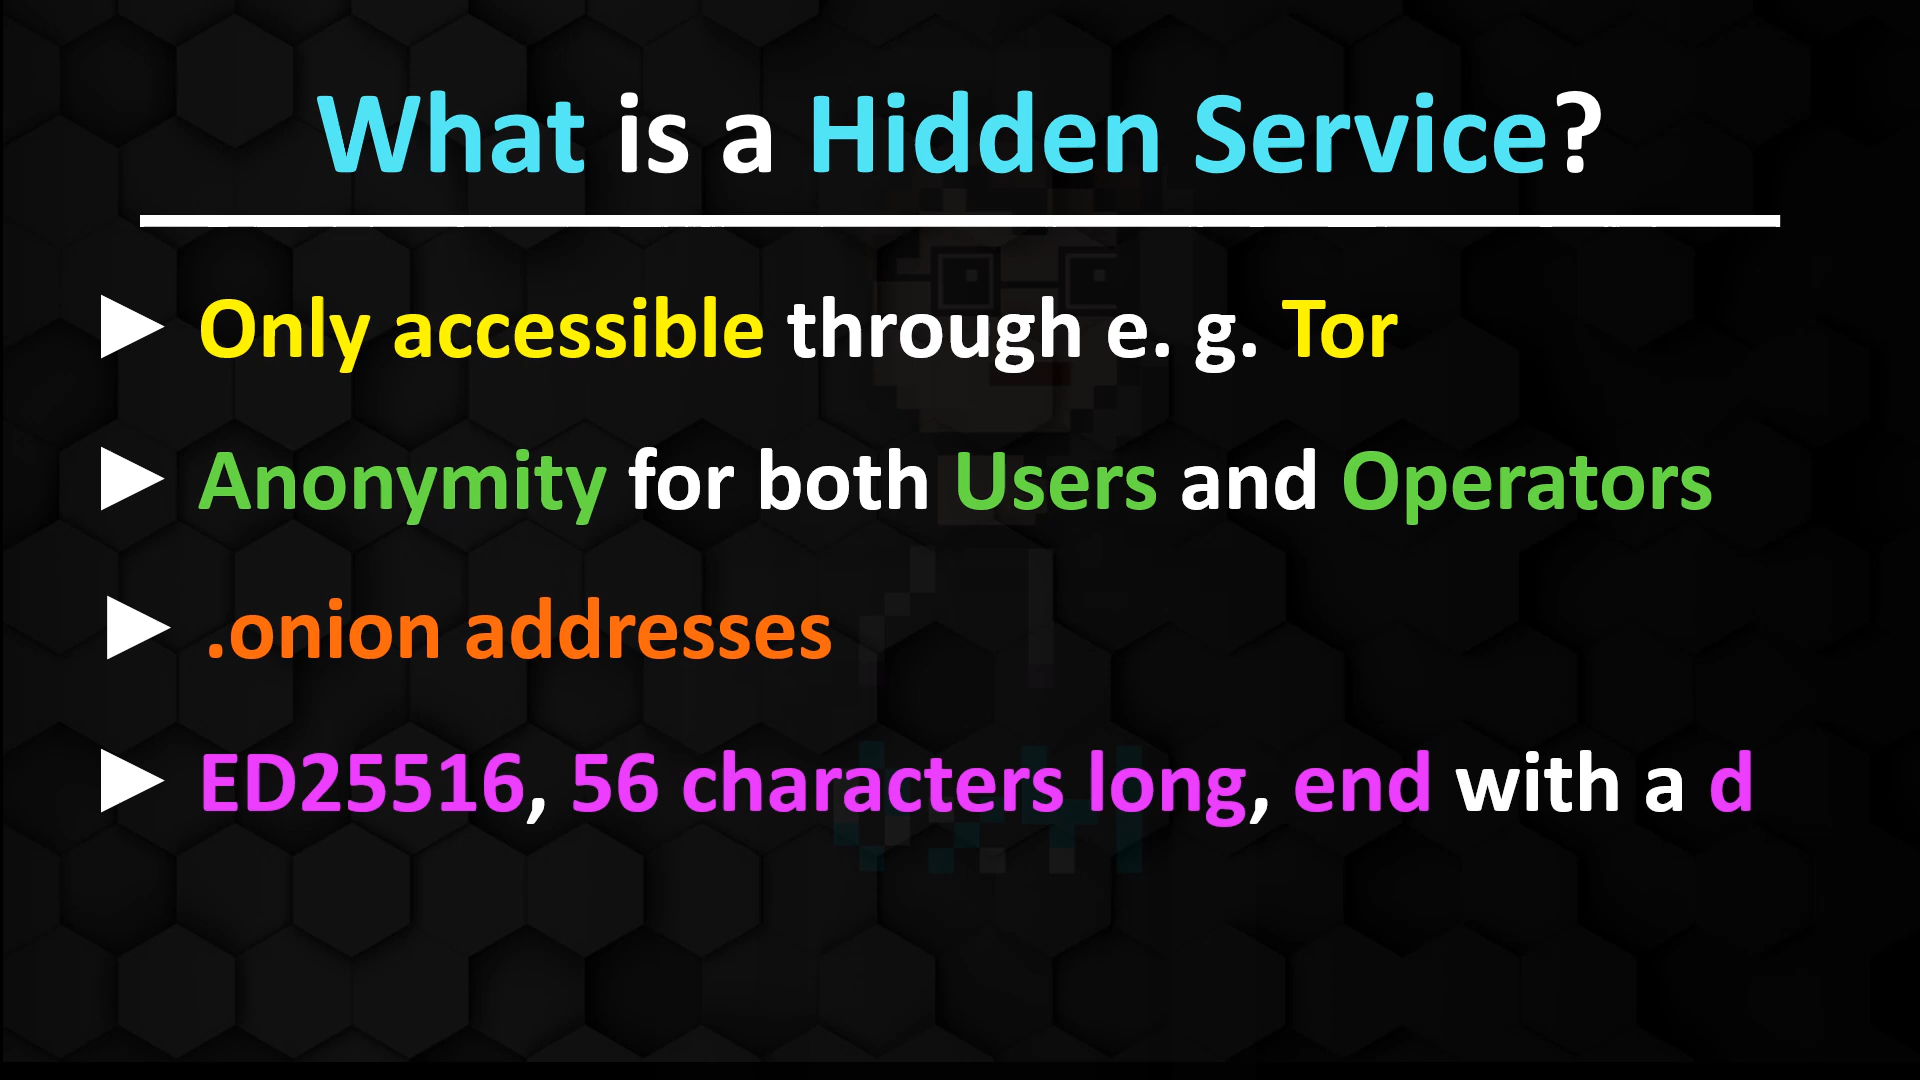 What is a Hidden Service?
Only accessible through e. g. Tor
Anonymity for both Users and Operators
.onion addresses
ED25516, 56 characters long, end with a d